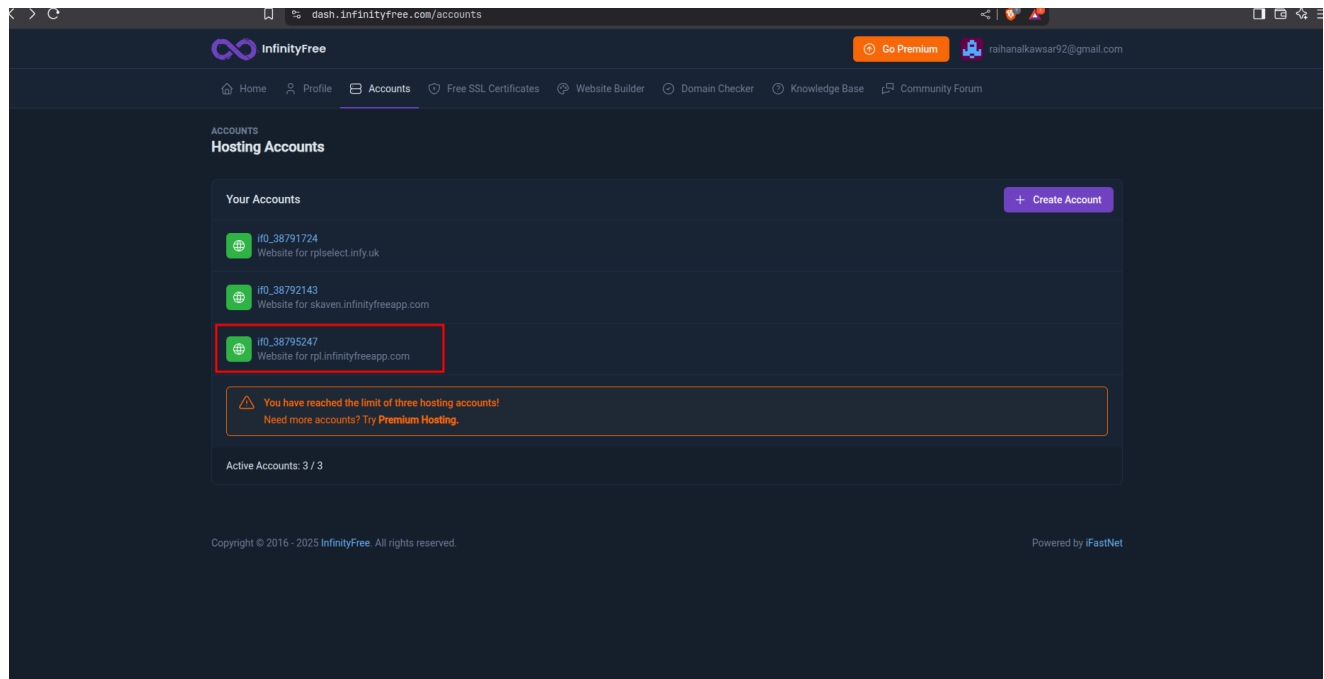 dash.infinityfree.com/accounts
InfinityFree
Go Premium
raihanalkawsar92@gmail.com
Home
Profile
Accounts
Free SSL Certificates
Website Builder
Domain Checker
Knowledge Base
Community Forum
ACCOUNTS
Hosting Accounts
Your Accounts
+ Create Account
if0_38791724
Website for rplselect.infy.uk
if0_38792143
Website for skaven.infinityfreeapp.com
if0_38795247
Website for rpl.infinityfreeapp.com
You have reached the limit of three hosting accounts!
Need more accounts? Try Premium Hosting.
Active Accounts: 3 / 3
Copyright © 2016 - 2025 InfinityFree. All rights reserved.
Powered by iFastNet